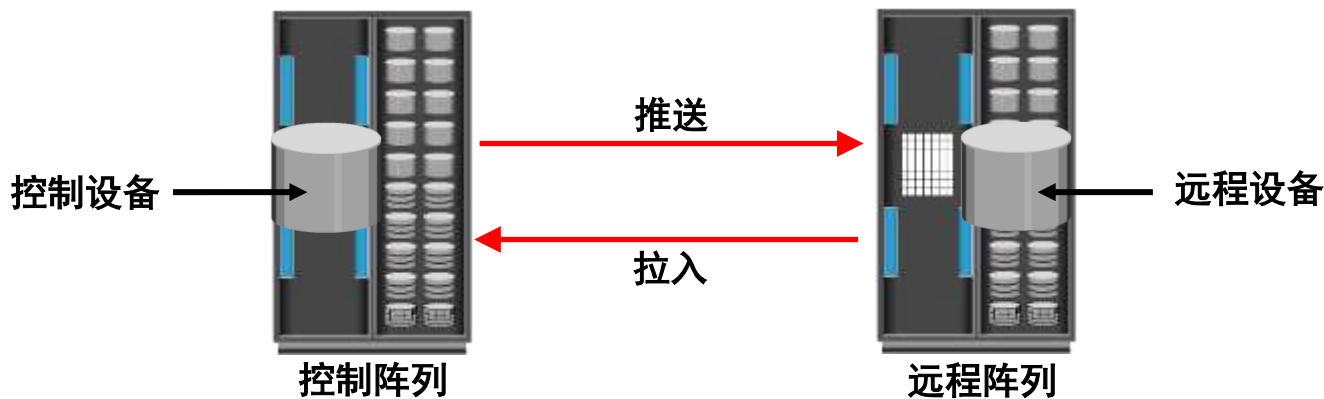 推送
控制设备
远程设备
拉入
控制阵列
远程阵列